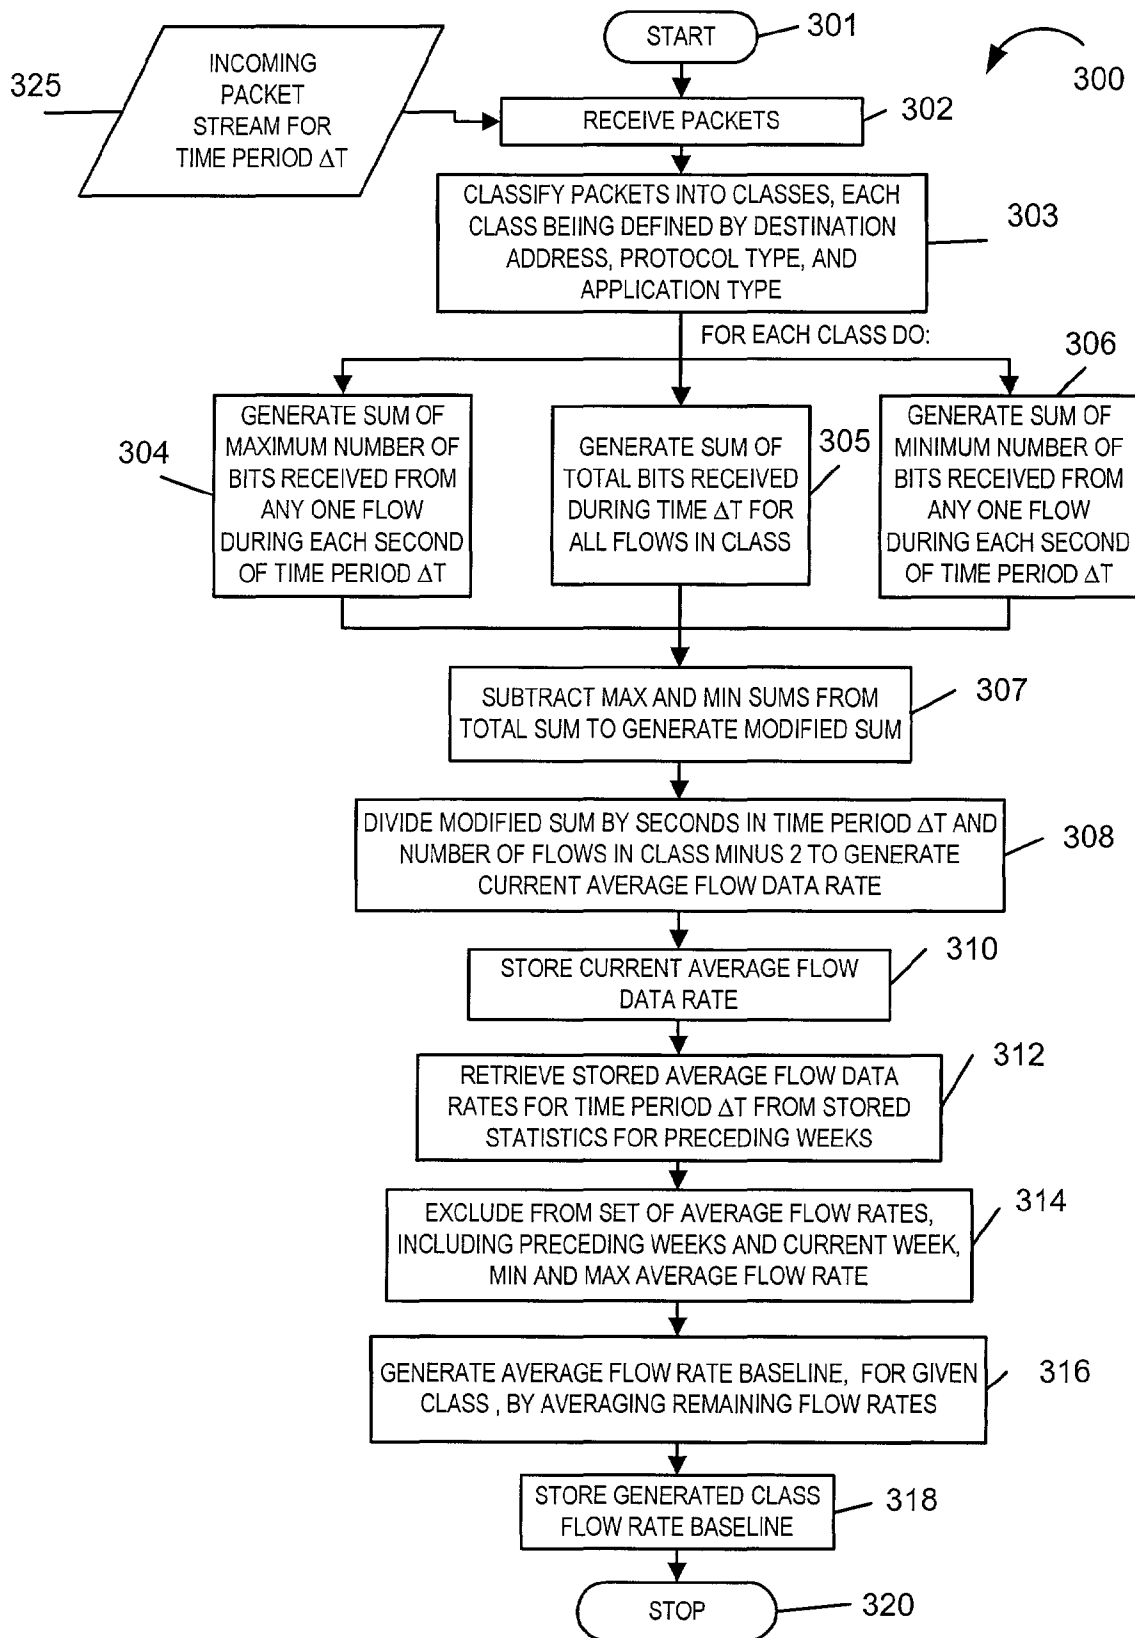 START
301
300
325
INCOMING
PACKET
STREAM FOR
TIME PERIOD ΔT
RECEIVE PACKETS
302
CLASSIFY PACKETS INTO CLASSES, EACH
CLASS BEIING DEFINED BY DESTINATION
ADDRESS, PROTOCOL TYPE, AND
APPLICATION TYPE
303
FOR EACH CLASS DO:
304
GENERATE SUM OF
MAXIMUM NUMBER OF
BITS RECEIVED FROM
ANY ONE FLOW
DURING EACH SECOND
OF TIME PERIOD ΔT
GENERATE SUM OF
TOTAL BITS RECEIVED
DURING TIME ΔT FOR
ALL FLOWS IN CLASS
305
306
GENERATE SUM OF
MINIMUM NUMBER OF
BITS RECEIVED FROM
ANY ONE FLOW
DURING EACH SECOND
OF TIME PERIOD ΔT
SUBTRACT MAX AND MIN SUMS FROM
TOTAL SUM TO GENERATE MODIFIED SUM
307
DIVIDE MODIFIED SUM BY SECONDS IN TIME PERIOD ΔT AND
NUMBER OF FLOWS IN CLASS MINUS 2 TO GENERATE
CURRENT AVERAGE FLOW DATA RATE
308
STORE CURRENT AVERAGE FLOW
DATA RATE
310
RETRIEVE STORED AVERAGE FLOW DATA
RATES FOR TIME PERIOD ΔT FROM STORED
STATISTICS FOR PRECEDING WEEKS
312
EXCLUDE FROM SET OF AVERAGE FLOW RATES,
INCLUDING PRECEDING WEEKS AND CURRENT WEEK,
MIN AND MAX AVERAGE FLOW RATE
314
GENERATE AVERAGE FLOW RATE BASELINE, FOR GIVEN
CLASS , BY AVERAGING REMAINING FLOW RATES
316
STORE GENERATED CLASS
FLOW RATE BASELINE
318
STOP
320